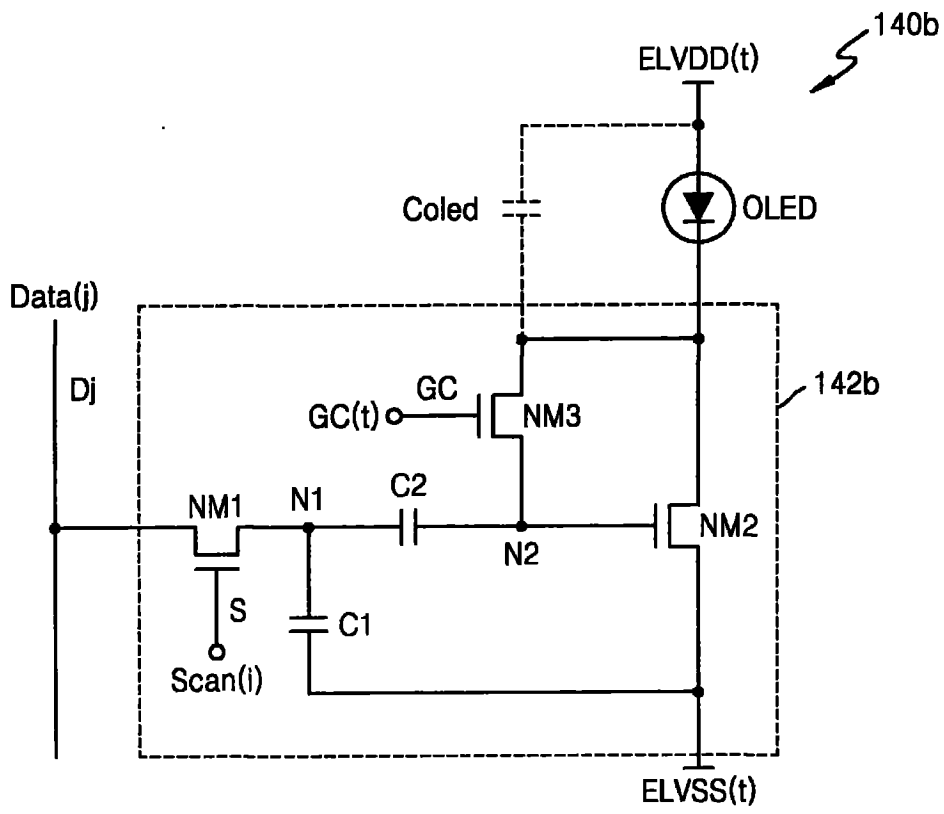 140b
ELVDD(t)
Coled
OLED
Data(j)
Dj
142b
GC
GC(t)
NM3
C2
NM1
N1
NM2
N2
S
C1
Scan(i)
ELVSS(t)